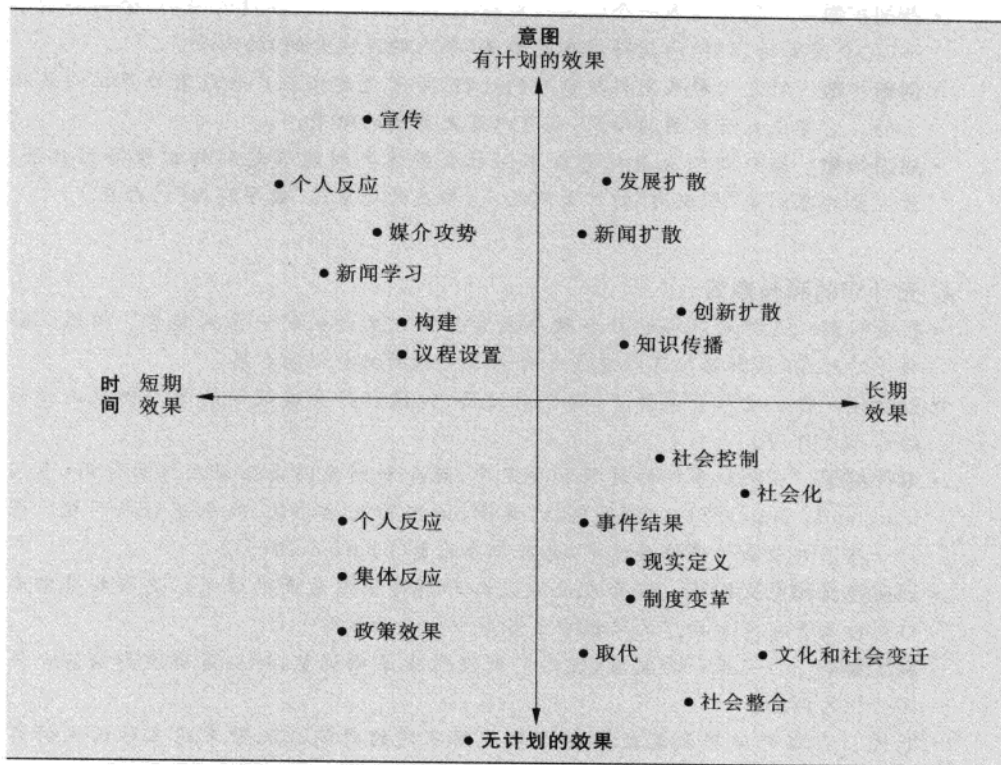 意图
有计划的效果
• 宣传
• 个人反应
• 发展扩散
• 媒介攻势
• 新闻扩散
• 新闻学习
• 创新扩散
• 构建
• 知识传播
• 议程设置
时间 短期效果
长期效果
• 社会控制
• 社会化
• 个人反应
• 事件结果
• 现实定义
• 集体反应
• 制度变革
• 政策效果
• 取代
• 文化和社会变迁
• 社会整合
• 无计划的效果